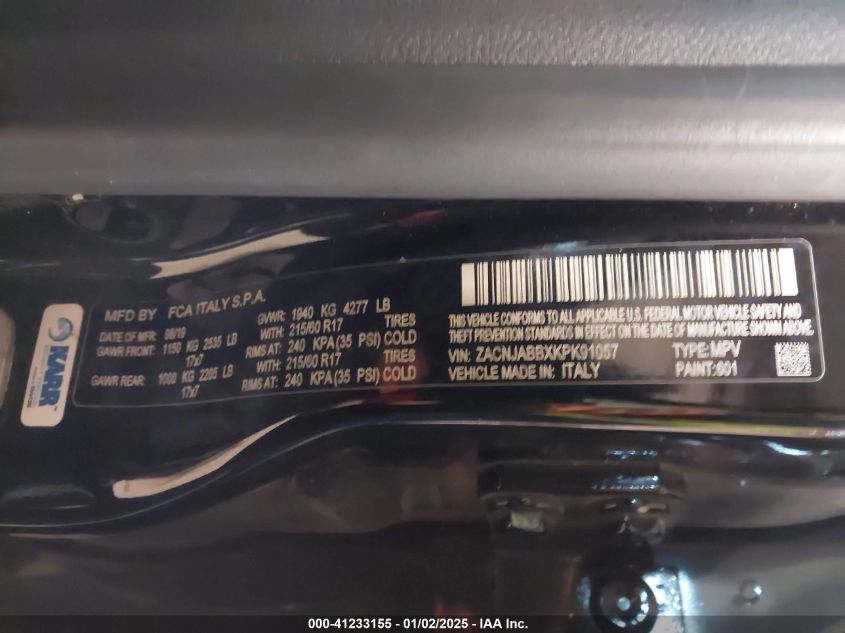 MFD BY FCA ITALY S.P.A.
DATE OF MFR: 08/19 GVWR: 1940 KG 4277 LB
GAWR FRONT: 1150 KG 2535 LB WITH: 215/60 R17 TIRES
17x7 RIMS AT: 240 KPA(35 PSI) COLD
GAWR REAR: 1000 KG 2205 LB WITH: 215/60 R17 TIRES
17x7 RIMS AT: 240 KPA(35 PSI) COLD
THIS VEHICLE CONFORMS TO ALL APPLICABLE U.S. FEDERAL MOTOR VEHICLE SAFETY AND
THEFT PREVENTION STANDARDS IN EFFECT ON THE DATE OF MANUFACTURE SHOWN ABOVE.
VIN: ZACNJABBXKPK91057 TYPE: MPV
VEHICLE MADE IN: ITALY PAINT: 601
KARR
000-41233155 - 01/02/2025 - IAA Inc.